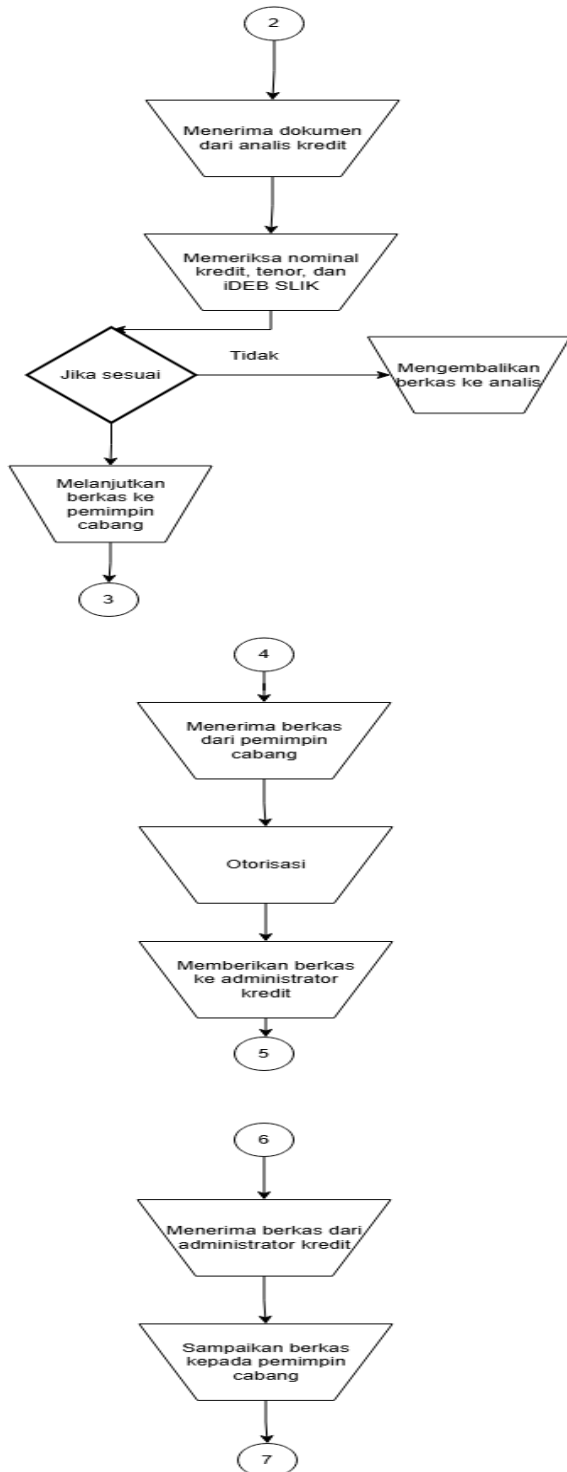 2
Menerima dokumen
dari analis kredit
Memeriksa nominal
kredit, tenor, dan
iDEB SLIK
Jika sesuai
Tidak
Mengembalikan
berkas ke analis
Melanjutkan
berkas ke
pemimpin
cabang
3
4
Menerima berkas
dari pemimpin
cabang
Otorisasi
Memberikan berkas
ke administrator
kredit
5
6
Menerima berkas dari
administrator kredit
Sampaikan berkas
kepada pemimpin
cabang
7